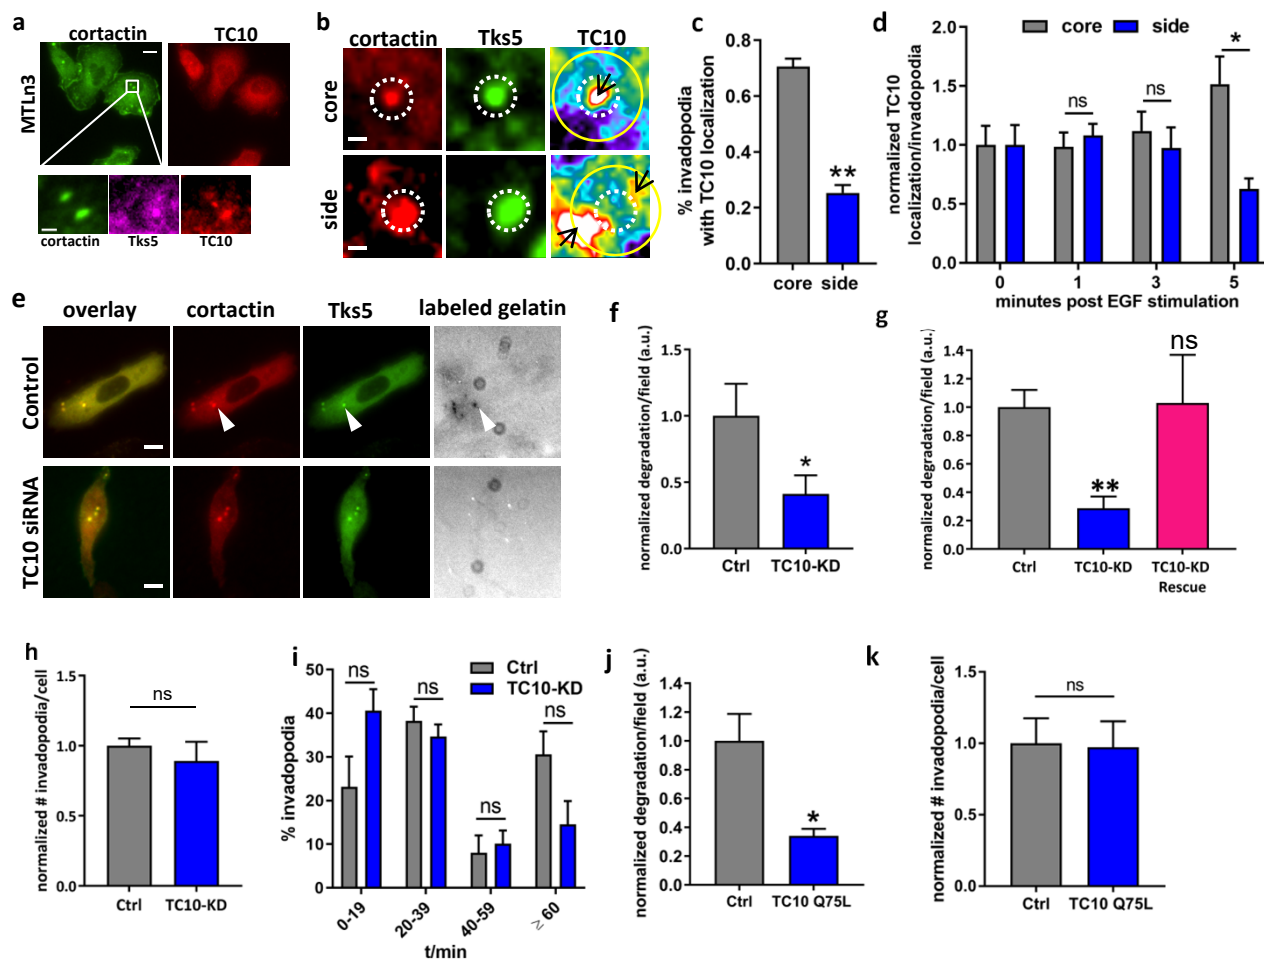 a
cortactin
TC10
MTLn3
cortactin
Tks5
TC10
b
cortactin
Tks5
TC10
core
side
c
% invadopodia
with TC10 localization
0.8
0.6
0.4
0.2
0.0
**
core
side
d
core
side
normalized TC10
localization/invadopodia
2.0
1.5
1.0
0.5
0.0
ns
ns
*
0
1
3
5
minutes post EGF stimulation
e
overlay
cortactin
Tks5
labeled gelatin
Control
TC10 siRNA
f
normalized degradation/field (a.u.)
1.5
1.0
0.5
0.0
*
Ctrl
TC10-KD
g
normalized degradation/field (a.u.)
1.4
1.2
1.0
0.8
0.6
0.4
0.2
0.0
**
ns
Ctrl
TC10-KD
TC10-KD
Rescue
h
normalized # invadopodia/cell
1.5
1.0
0.5
0.0
ns
Ctrl
TC10-KD
i
% invadopodia
50
40
30
20
10
0
Ctrl
TC10-KD
ns
ns
ns
ns
0-19
20-39
40-59
≥ 60
t/min
j
normalized degradation/field (a.u.)
1.4
1.2
1.0
0.8
0.6
0.4
0.2
0.0
*
Ctrl
TC10 Q75L
k
normalized # invadopodia/cell
1.5
1.0
0.5
0.0
ns
Ctrl
TC10 Q75L